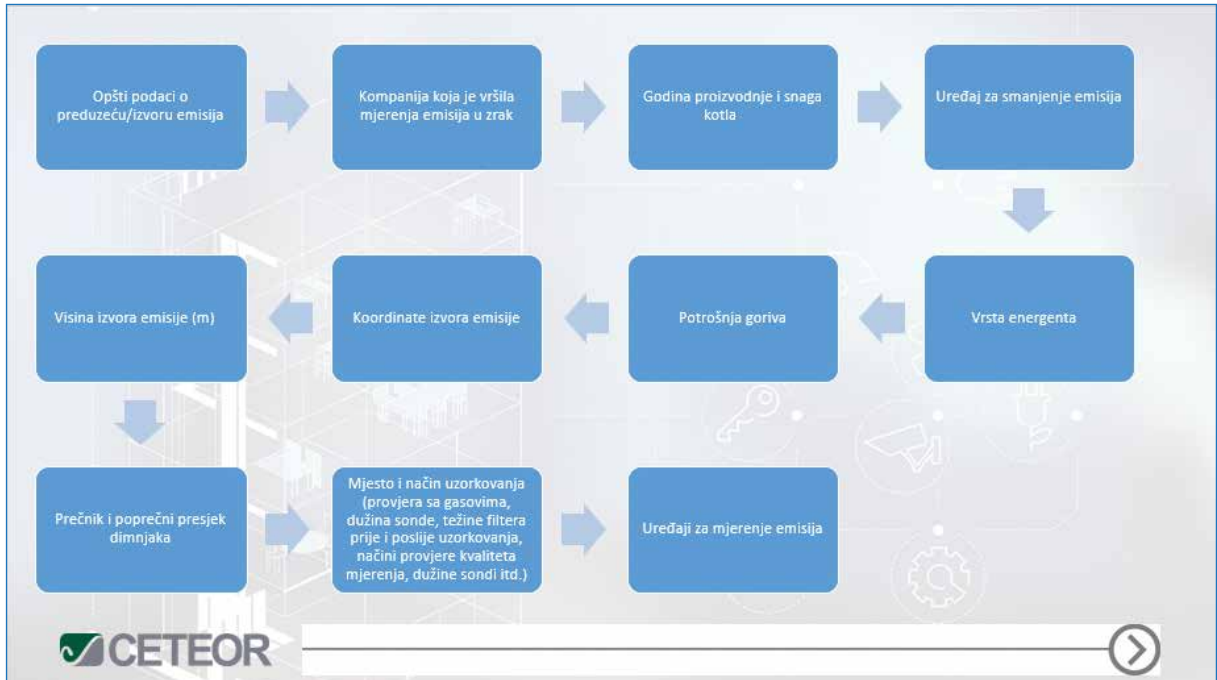 Opšti podaci o
preduzeću/izvoru emisija
Kompanija koja je vršila
mjerenja emisija u zrak
Godina proizvodnje i snaga
kotla
Uređaj za smanjenje emisija
Vrsta energenta
Potrošnja goriva
Koordinate izvora emisije
Visina izvora emisije (m)
Prečnik i poprečni presjek
dimnjaka
Mjesto i način uzorkovanja
(provjera sa gasovima,
dužina sonde, težine filtera
prije i poslije uzorkovanja,
načini provjere kvaliteta
mjerenja, dužine sondi itd.)
Uređaji za mjerenje emisija
CETEOR